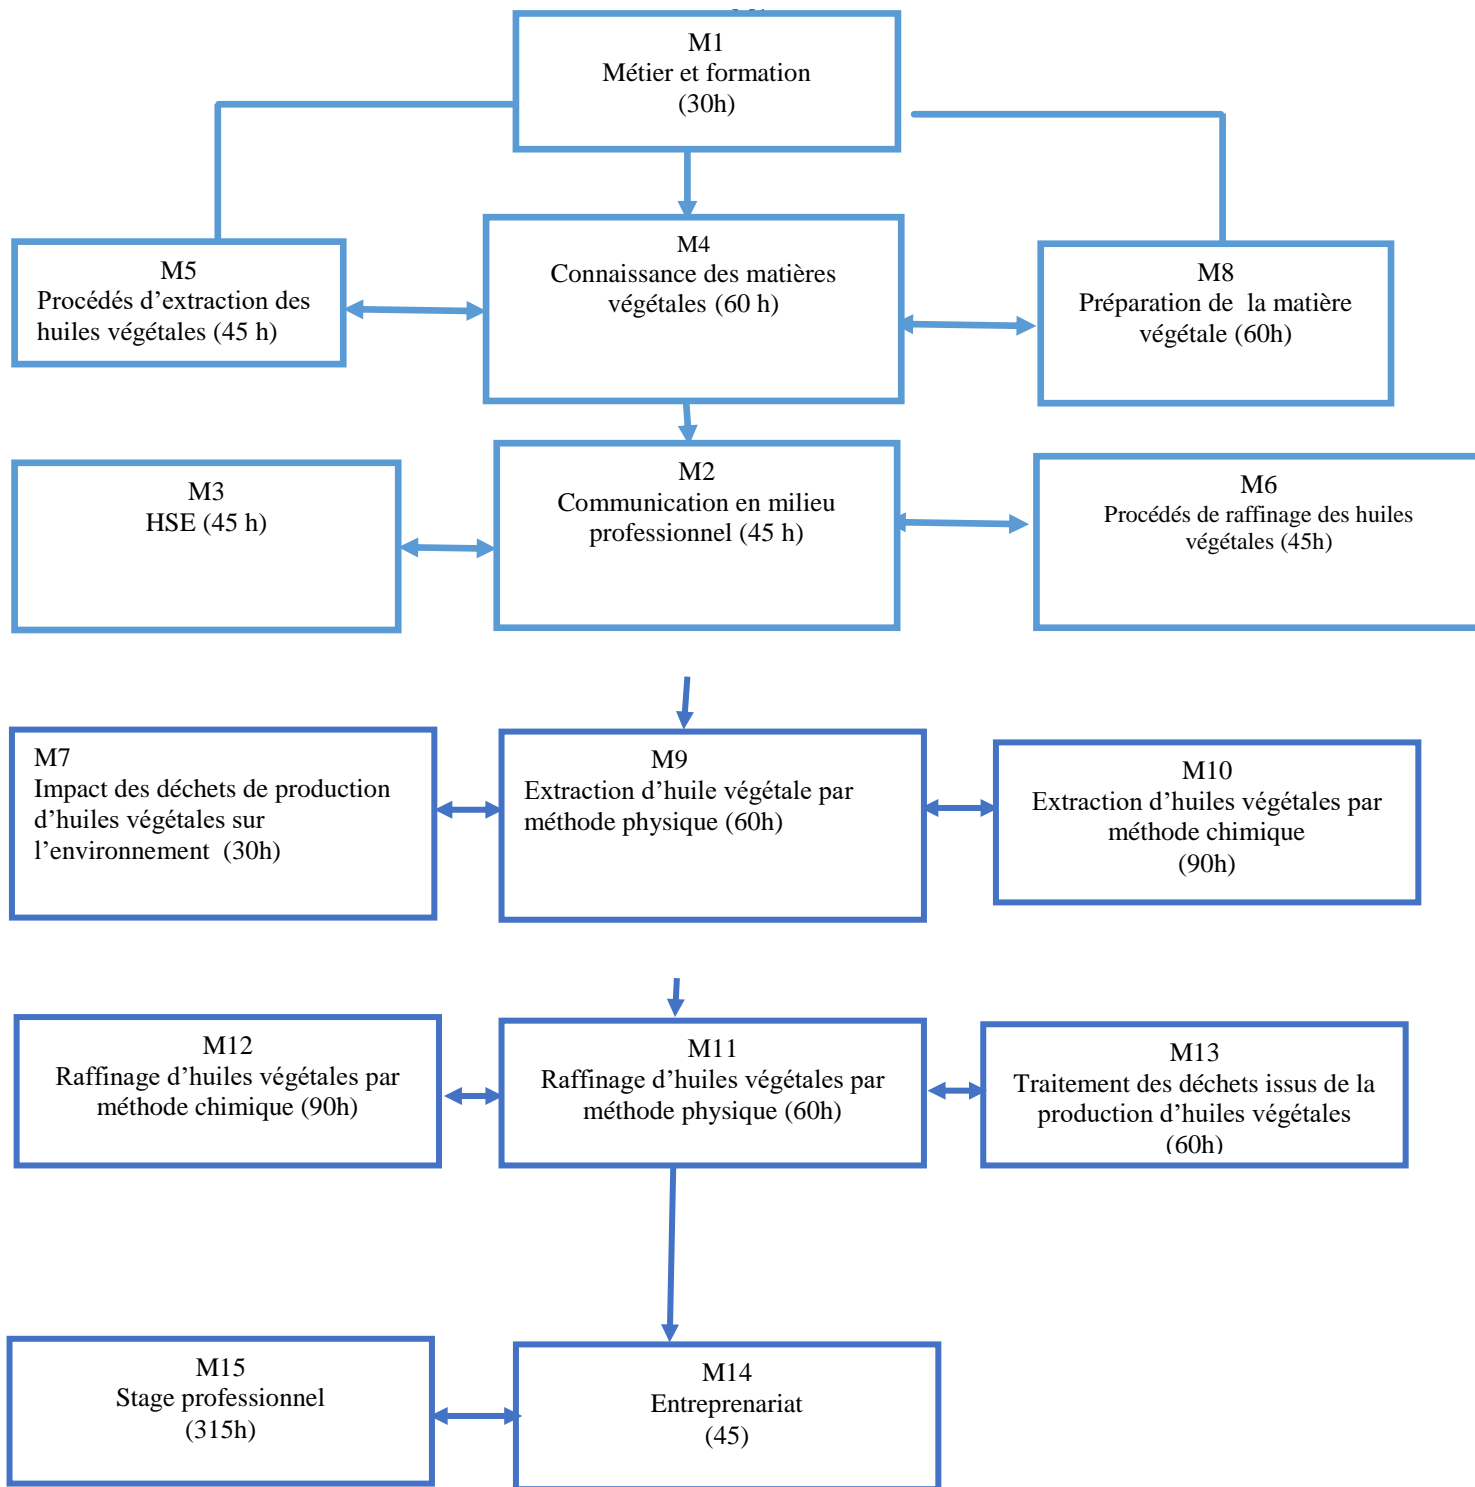 M1
Métier et formation
(30h)
M5
Procédés d’extraction des
huiles végétales (45 h)
M4
Connaissance des matières
végétales (60 h)
M8
Préparation de  la matière
végétale (60h)
M3
HSE (45 h)
M2
Communication en milieu
professionnel (45 h)
M6
Procédés de raffinage des huiles
végétales (45h)
M7
Impact des déchets de production
d’huiles végétales sur
l’environnement  (30h)
M9
Extraction d’huile végétale par
méthode physique (60h)
M10
Extraction d’huiles végétales par
méthode chimique
(90h)
M12
Raffinage d’huiles végétales par
méthode chimique (90h)
M11
Raffinage d’huiles végétales par
méthode physique (60h)
M13
Traitement des déchets issus de la
production d’huiles végétales
(60h)
M15
Stage professionnel
(315h)
M14
Entreprenariat
(45)